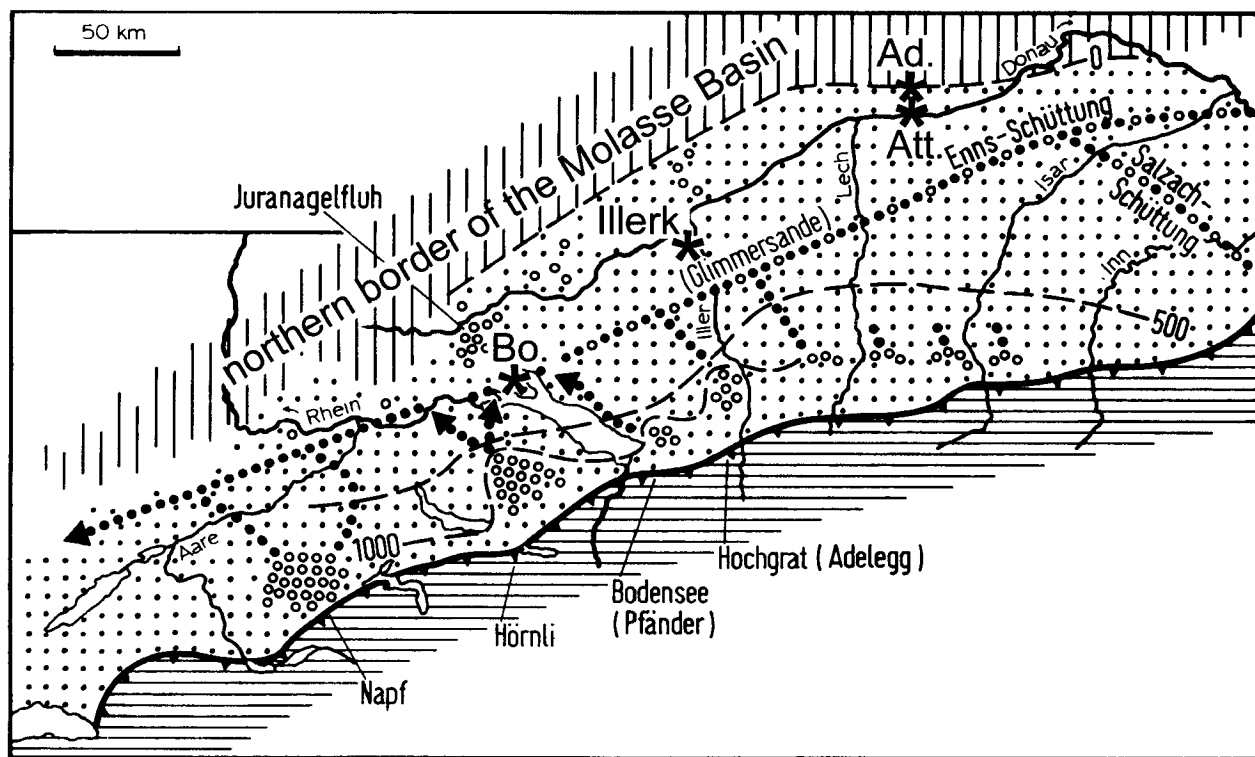 50 km
Ad.
Donau
0
Att.
Enns-Schüttung
Salzach-
Schüttung
Isar
Inn
Lech
northern border of the Molasse Basin
Juranagelfluh
Illerk
(Glimmersande)
Iller
500
Bo.
Rhein
Aare
1000
Hochgrat (Adelegg)
Bodensee
(Pfänder)
Hörnli
Napf